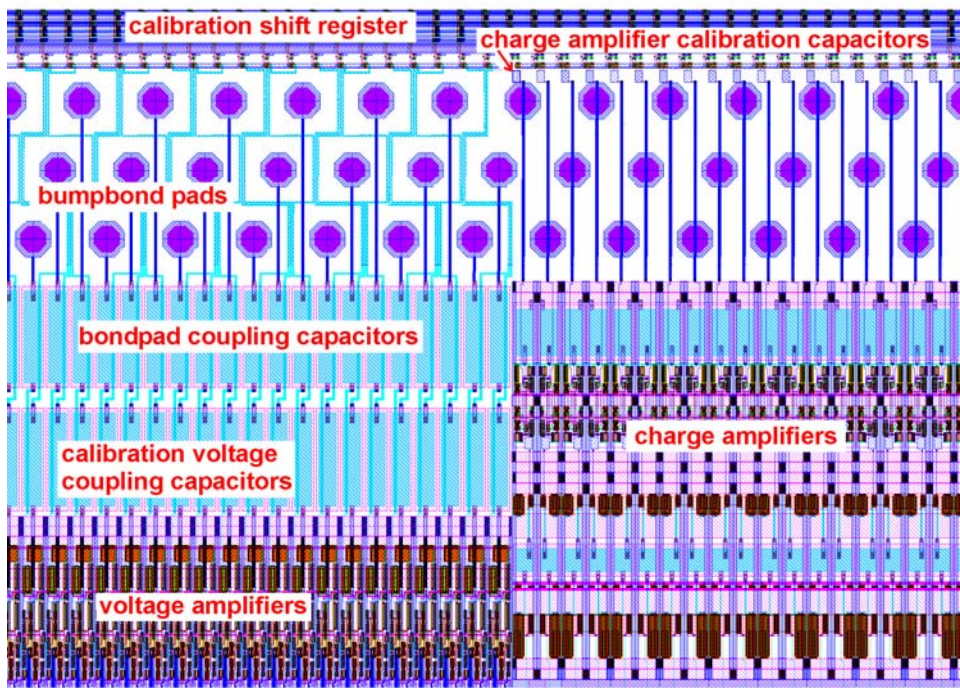 calibration shift register
charge amplifier calibration capacitors
bumpbond pads
bondpad coupling capacitors
calibration voltage
coupling capacitors
charge amplifiers
voltage amplifiers